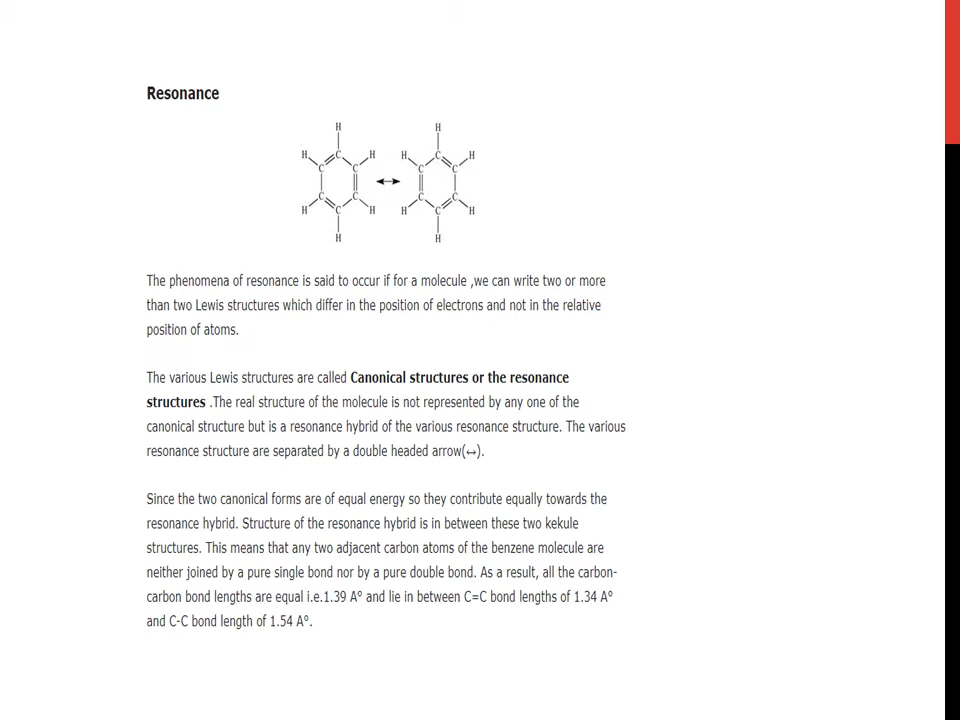 Resonance
H H
H C H H C H
C C C C
C C C C
H C H H C H
H H
The phenomena of resonance is said to occur if for a molecule ,we can write two or more
than two Lewis structures which differ in the position of electrons and not in the relative
position of atoms.
The various Lewis structures are called Canonical structures or the resonance
structures .The real structure of the molecule is not represented by any one of the
canonical structure but is a resonance hybrid of the various resonance structure. The various
resonance structure are separated by a double headed arrow(↔).
Since the two canonical forms are of equal energy so they contribute equally towards the
resonance hybrid. Structure of the resonance hybrid is in between these two kekule
structures. This means that any two adjacent carbon atoms of the benzene molecule are
neither joined by a pure single bond nor by a pure double bond. As a result, all the carbon-
carbon bond lengths are equal i.e.1.39 Aº and lie in between C=C bond lengths of 1.34 Aº
and C-C bond length of 1.54 Aº.